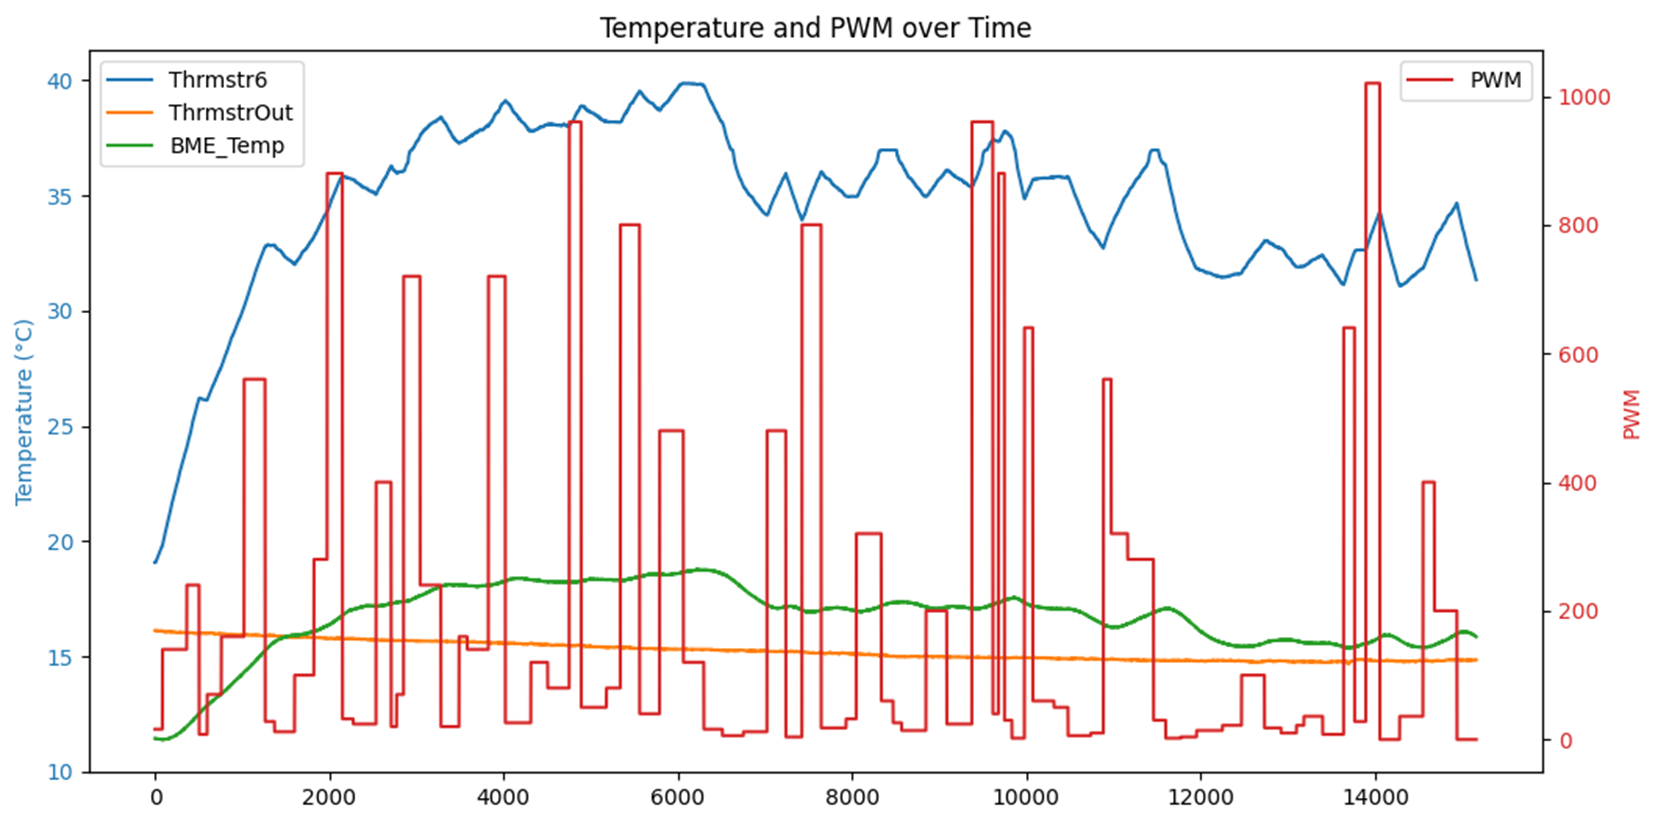 Temperature and PWM over Time
Thrmstr6
ThrmstrOut
BME_Temp
PWM
Temperature (°C)
40
35
30
25
20
15
10
1000
800
600
400
200
0
PWM
0 2000 4000 6000 8000 10000 12000 14000